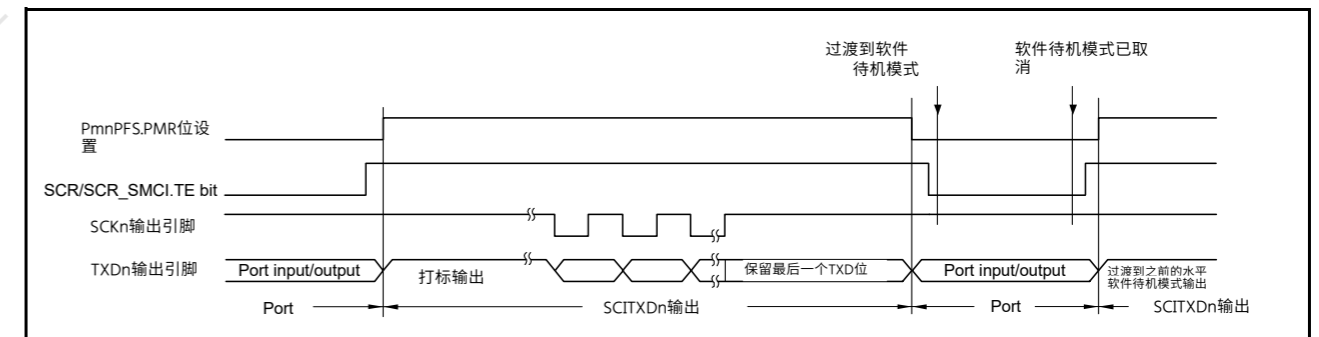 过渡到软件
待机模式
软件待机模式已取
消
PmnPFS.PMR位设
置
SCR/SCR_SMCI.TE bit
SCKn输出引脚
TXDn输出引脚
Port input/output
打标输出
保留最后一个TXD位
Port input/output
过渡到之前的水平
软件待机模式输出
Port
SCITXDn输出
Port
SCITXDn输出